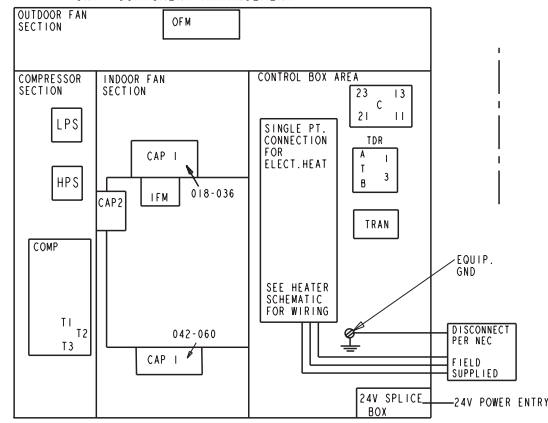 OUTDOOR FAN
SECTION
OFM
COMPRESSOR
SECTION
INDOOR FAN
SECTION
CONTROL BOX AREA
LPS
HPS
CAP 1
018-036
IFM
CAP2
COMP
T1
T2
T3
042-060
CAP 1
SINGLE PT.
CONNECTION
FOR
ELECT.HEAT
SEE HEATER
SCHEMATIC
FOR WIRING
23 13
C
21 11
TDR
A 1
T
B 3
TRAN
EQUIP.
GND
DISCONNECT
PER NEC
FIELD
SUPPLIED
24V SPLICE
BOX
24V POWER ENTRY